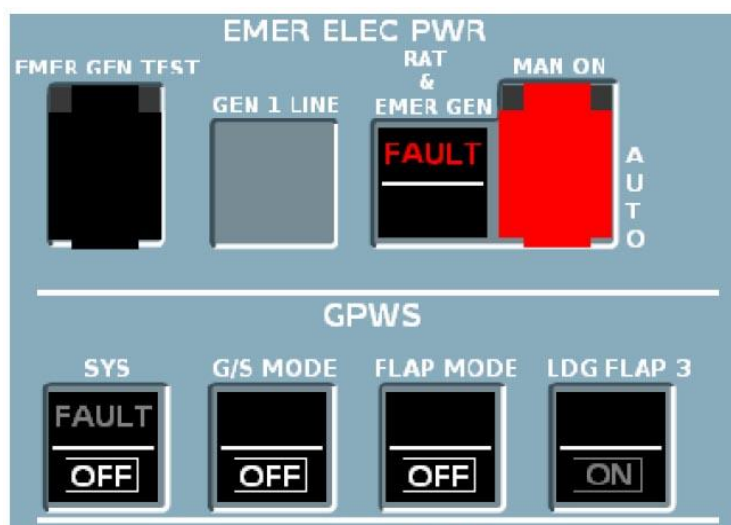 EMER ELEC PWR
EMER GEN TEST
GEN 1 LINE
RAT
&
EMER GEN
MAN ON
FAULT
A
U
T
O
GPWS
SYS
G/S MODE
FLAP MODE
LDG FLAP 3
FAULT
OFF
OFF
OFF
ON